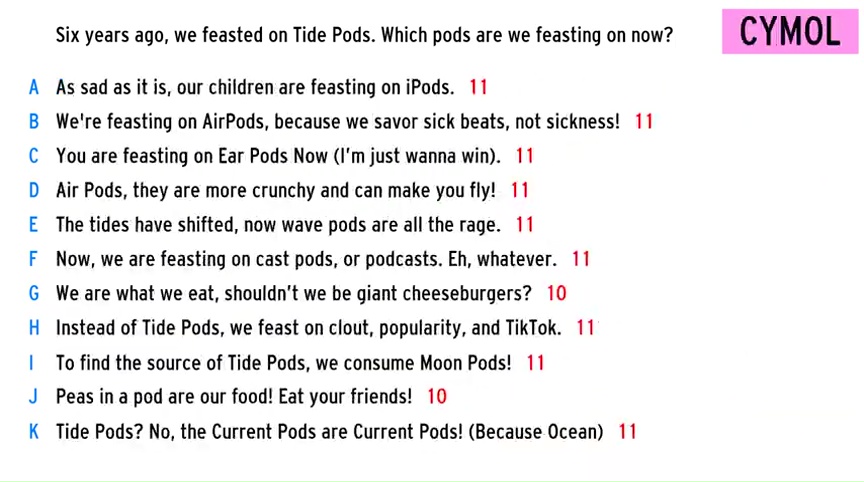 Six years ago, we feasted on Tide Pods. Which pods are we feasting on now?
CYMOL
A As sad as it is, our children are feasting on iPods. 11
B We're feasting on AirPods, because we savor sick beats, not sickness! 11
C You are feasting on Ear Pods Now (I'm just wanna win). 11
D Air Pods, they are more crunchy and can make you fly! 11
E The tides have shifted, now wave pods are all the rage. 11
F Now, we are feasting on cast pods, or podcasts. Eh, whatever. 11
G We are what we eat, shouldn't we be giant cheeseburgers? 10
H Instead of Tide Pods, we feast on clout, popularity, and TikTok. 11
I To find the source of Tide Pods, we consume Moon Pods! 11
J Peas in a pod are our food! Eat your friends! 10
K Tide Pods? No, the Current Pods are Current Pods! (Because Ocean) 11